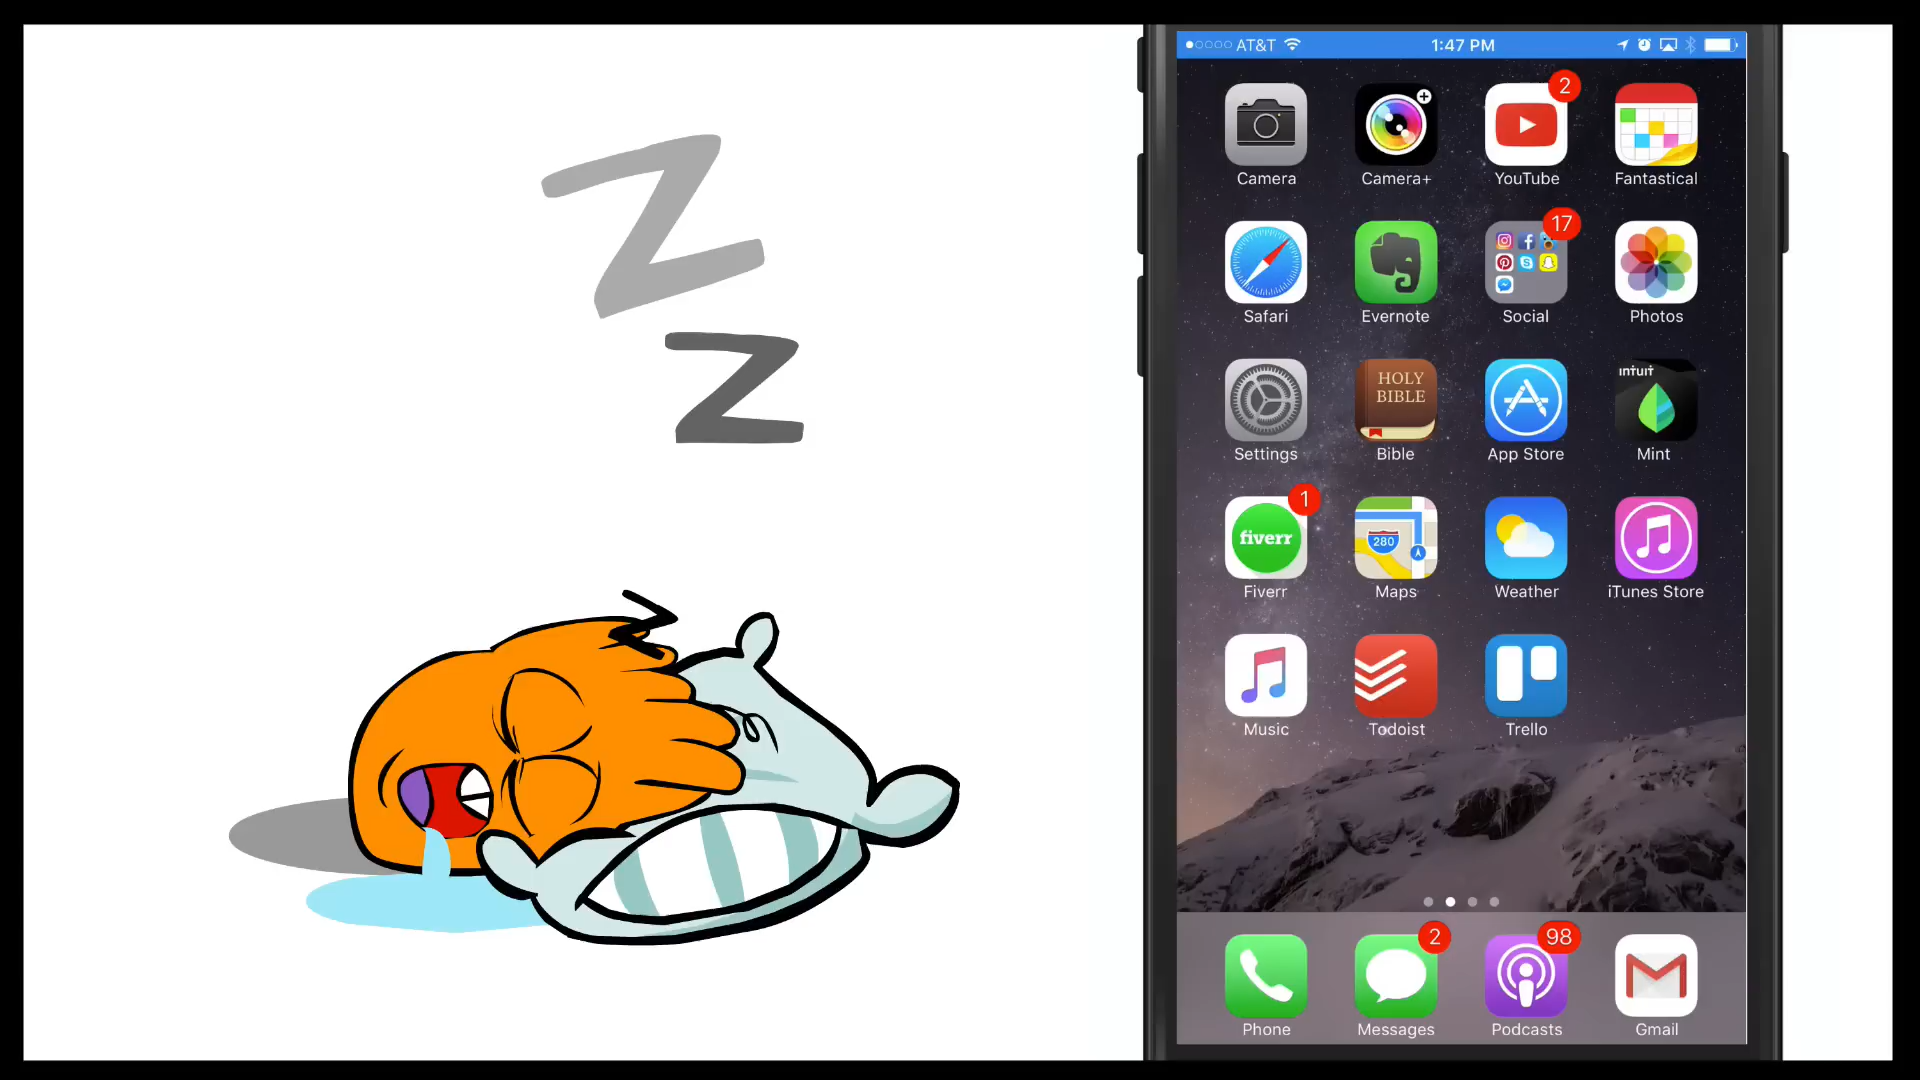 Z
Z
Z
AT&T 1:47 PM
2
Camera Camera+ YouTube Fantastical
17
Safari Evernote Social Photos
HOLY
BIBLE
intuit
Settings Bible App Store Mint
1
fiverr
280
Fiverr Maps Weather iTunes Store
Music Todoist Trello
2 98
Phone Messages Podcasts Gmail